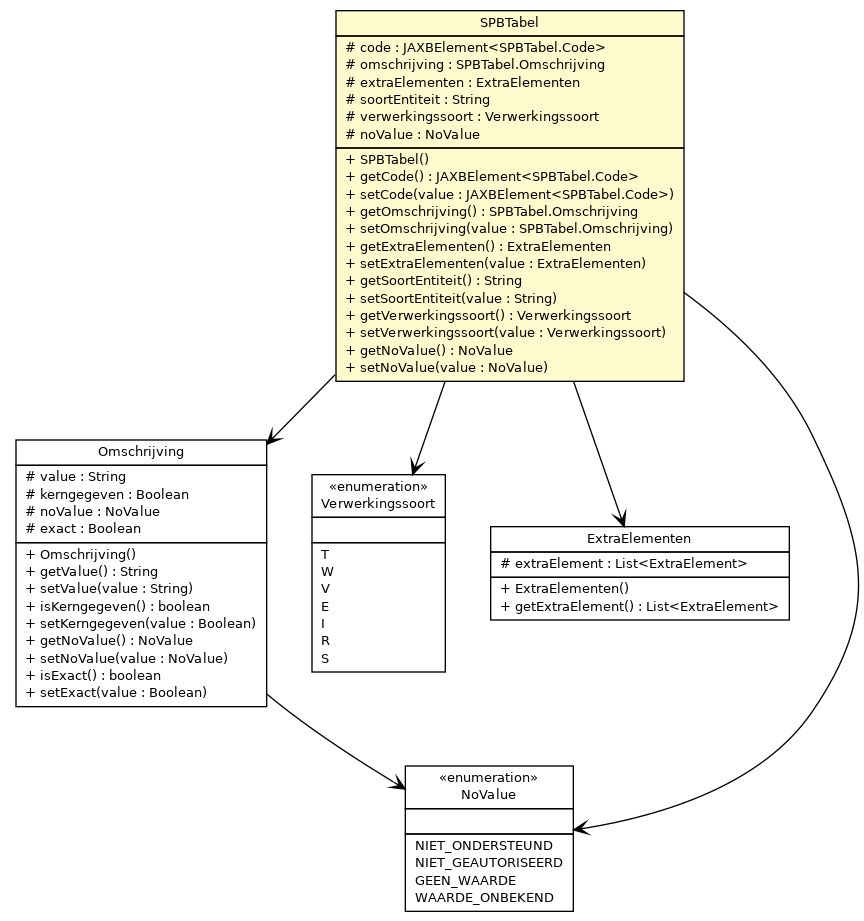 SPBTabel
# code : JAXBElement<SPBTabel.Code>
# omschrijving : SPBTabel.Omschrijving
# extraElementen : ExtraElementen
# soortEntiteit : String
# verwerkingssoort : Verwerkingssoort
# noValue : NoValue
+ SPBTabel()
+ getCode() : JAXBElement<SPBTabel.Code>
+ setCode(value : JAXBElement<SPBTabel.Code>)
+ getOmschrijving() : SPBTabel.Omschrijving
+ setOmschrijving(value : SPBTabel.Omschrijving)
+ getExtraElementen() : ExtraElementen
+ setExtraElementen(value : ExtraElementen)
+ getSoortEntiteit() : String
+ setSoortEntiteit(value : String)
+ getVerwerkingssoort() : Verwerkingssoort
+ setVerwerkingssoort(value : Verwerkingssoort)
+ getNoValue() : NoValue
+ setNoValue(value : NoValue)
Omschrijving
# value : String
# kerngegeven : Boolean
# noValue : NoValue
# exact : Boolean
+ Omschrijving()
+ getValue() : String
+ setValue(value : String)
+ isKerngegeven() : boolean
+ setKerngegeven(value : Boolean)
+ getNoValue() : NoValue
+ setNoValue(value : NoValue)
+ isExact() : boolean
+ setExact(value : Boolean)
«enumeration»
Verwerkingssoort
T
W
V
E
I
R
S
ExtraElementen
# extraElement : List<ExtraElement>
+ ExtraElementen()
+ getExtraElement() : List<ExtraElement>
«enumeration»
NoValue
NIET_ONDERSTEUND
NIET_GEAUTORISEERD
GEEN_WAARDE
WAARDE_ONBEKEND